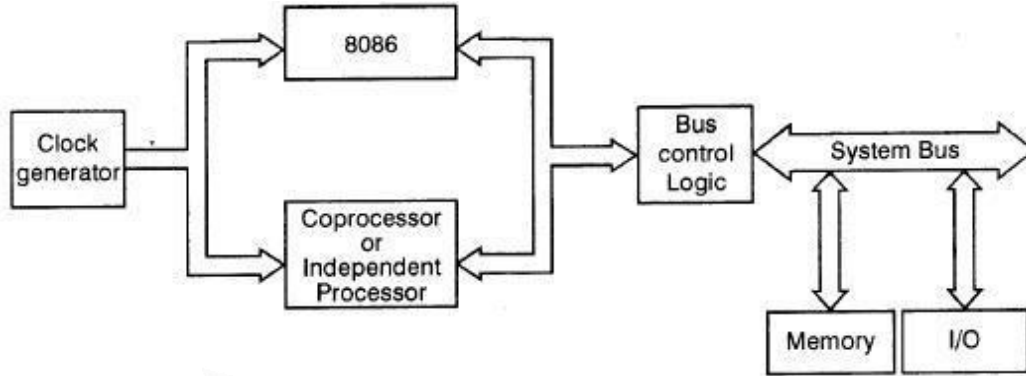 8086
Clock
generator
Coprocessor
or
Independent
Processor
Bus
control
Logic
System Bus
Memory
I/O